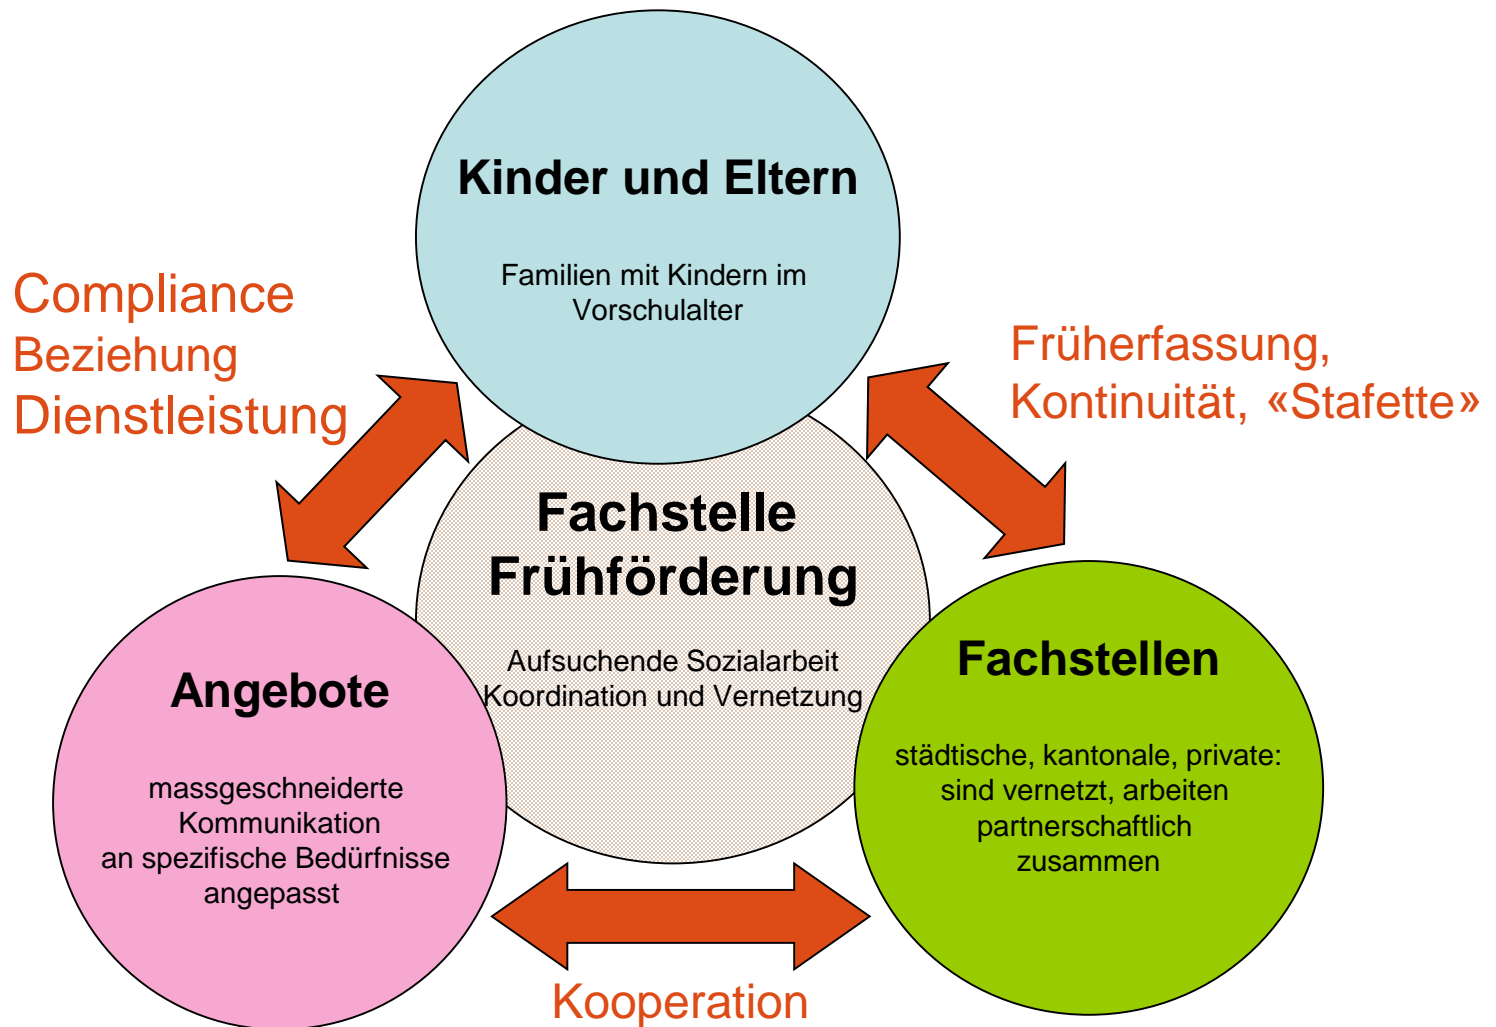 Kinder und Eltern
Familien mit Kindern im
Vorschulalter
Compliance
Beziehung
Dienstleistung
Früherfassung,
Kontinuität, «Stafette»
Fachstelle
Frühförderung
Aufsuchende Sozialarbeit
Koordination und Vernetzung
Angebote
massgeschneiderte
Kommunikation
an spezifische Bedürfnisse
angepasst
Fachstellen
städtische, kantonale, private:
sind vernetzt, arbeiten
partnerschaftlich
zusammen
Kooperation